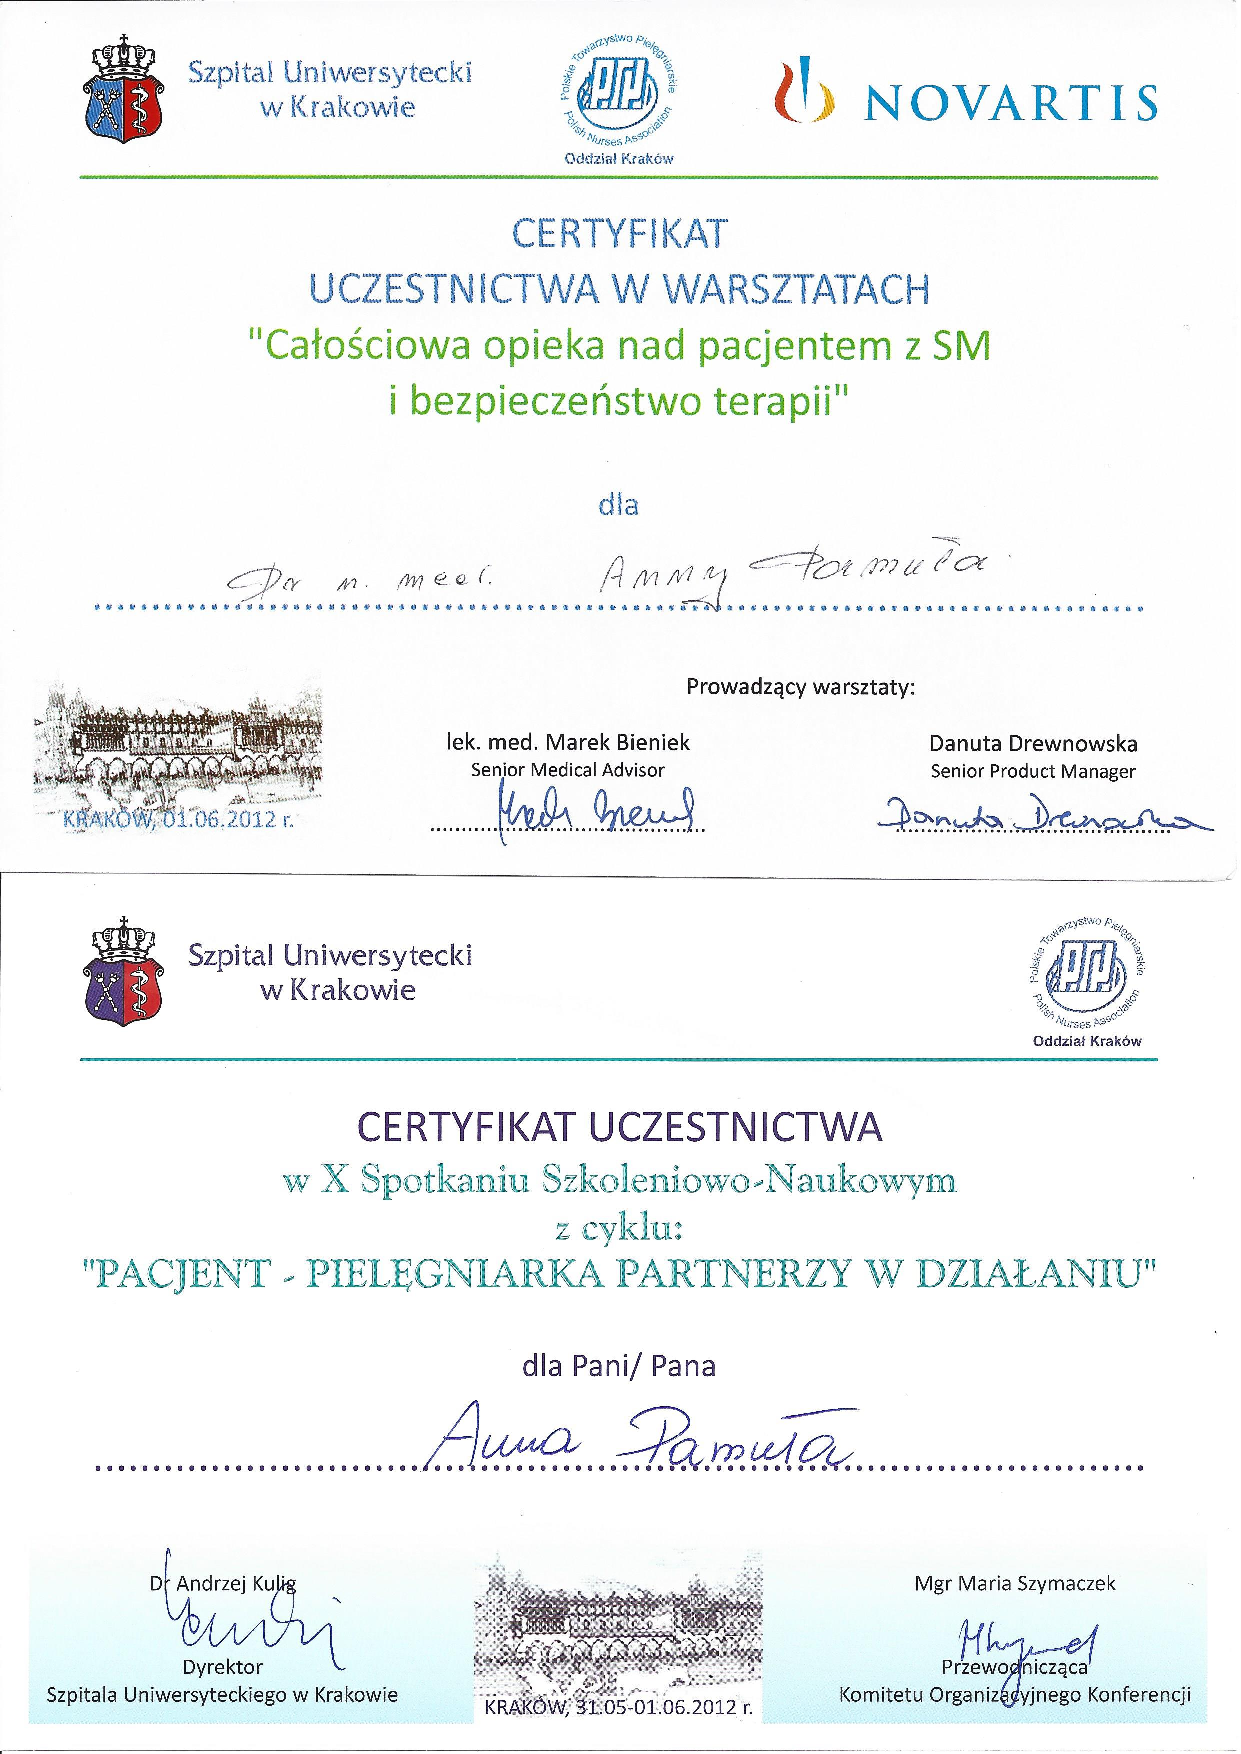 Szpital Uniwersytecki
w Krakowie
Polskie Towarzystwo Pielęgniarskie
PTP
Polish Nurses Association
Oddział Kraków
NOVARTIS
CERTYFIKAT
UCZESTNICTWA W WARSZTATACH
"Całościowa opieka nad pacjentem z SM
i bezpieczeństwo terapii"
dla
Dr n. med. Anny Pamuła
Prowadzący warsztaty:
lek. med. Marek Bieniek
Senior Medical Advisor
Danuta Drewnowska
Senior Product Manager
Danuta Drewnowska
KRAKÓW, 01.06.2012 r.
Szpital Uniwersytecki
w Krakowie
Polskie Towarzystwo Pielęgniarskie
PTP
Polish Nurses Association
Oddział Kraków
CERTYFIKAT UCZESTNICTWA
w X Spotkaniu Szkoleniowo-Naukowym
z cyklu:
"PACJENT - PIELĘGNIARKA PARTNERZY W DZIAŁANIU"
dla Pani/ Pana
Anna Pamuła
Dr Andrzej Kulig
Dyrektor
Szpitala Uniwersyteckiego w Krakowie
KRAKÓW, 31.05-01.06.2012 r.
Mgr Maria Szymaczek
Przewodnicząca
Komitetu Organizacyjnego Konferencji